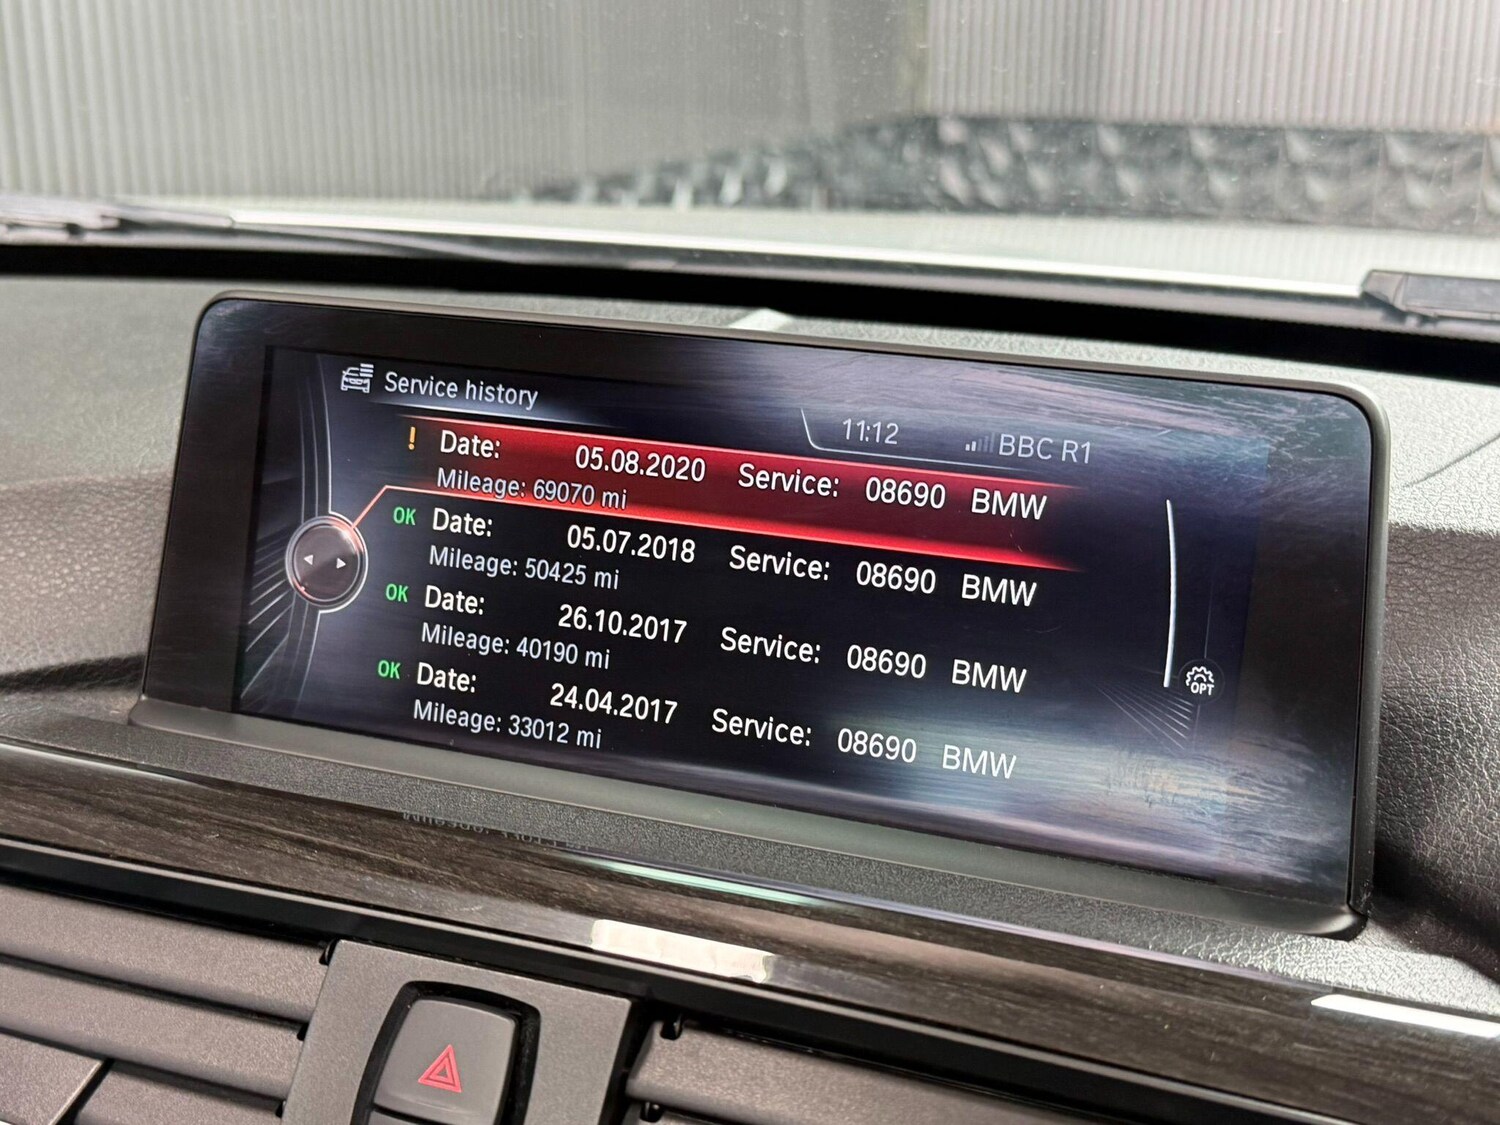 Service history
11:12 BBC R1
! Date: 05.08.2020 Service: 08690 BMW
Mileage: 69070 mi
OK Date: 05.07.2018 Service: 08690 BMW
Mileage: 50425 mi
OK Date: 26.10.2017 Service: 08690 BMW
Mileage: 40190 mi
OK Date: 24.04.2017 Service: 08690 BMW
Mileage: 33012 mi
OPT